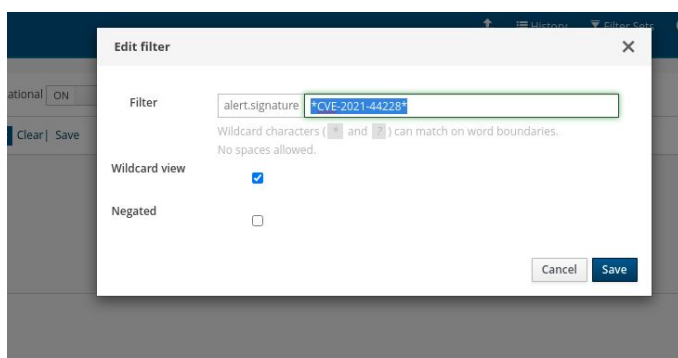 History Filter Sets
Edit filter
ational ON
Filter alert.signature *CVE-2021-44228*
Clear| Save
Wildcard characters ( * and ? ) can match on word boundaries.
No spaces allowed.
Wildcard view
Negated
Cancel Save